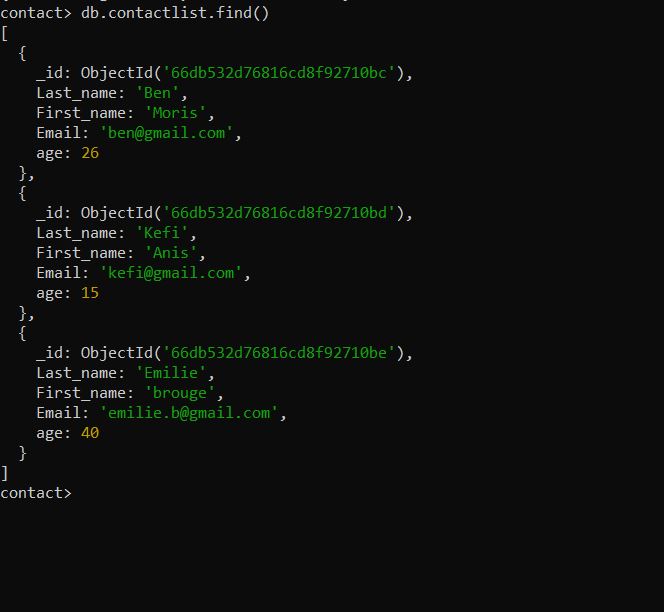 contact> db.contactlist.find()
[
  {
    _id: ObjectId('66db532d76816cd8f92710bc'),
    Last_name: 'Ben',
    First_name: 'Moris',
    Email: 'ben@gmail.com',
    age: 26
  },
  {
    _id: ObjectId('66db532d76816cd8f92710bd'),
    Last_name: 'Kefi',
    First_name: 'Anis',
    Email: 'kefi@gmail.com',
    age: 15
  },
  {
    _id: ObjectId('66db532d76816cd8f92710be'),
    Last_name: 'Emilie',
    First_name: 'brouge',
    Email: 'emilie.b@gmail.com',
    age: 40
  }
]
contact>